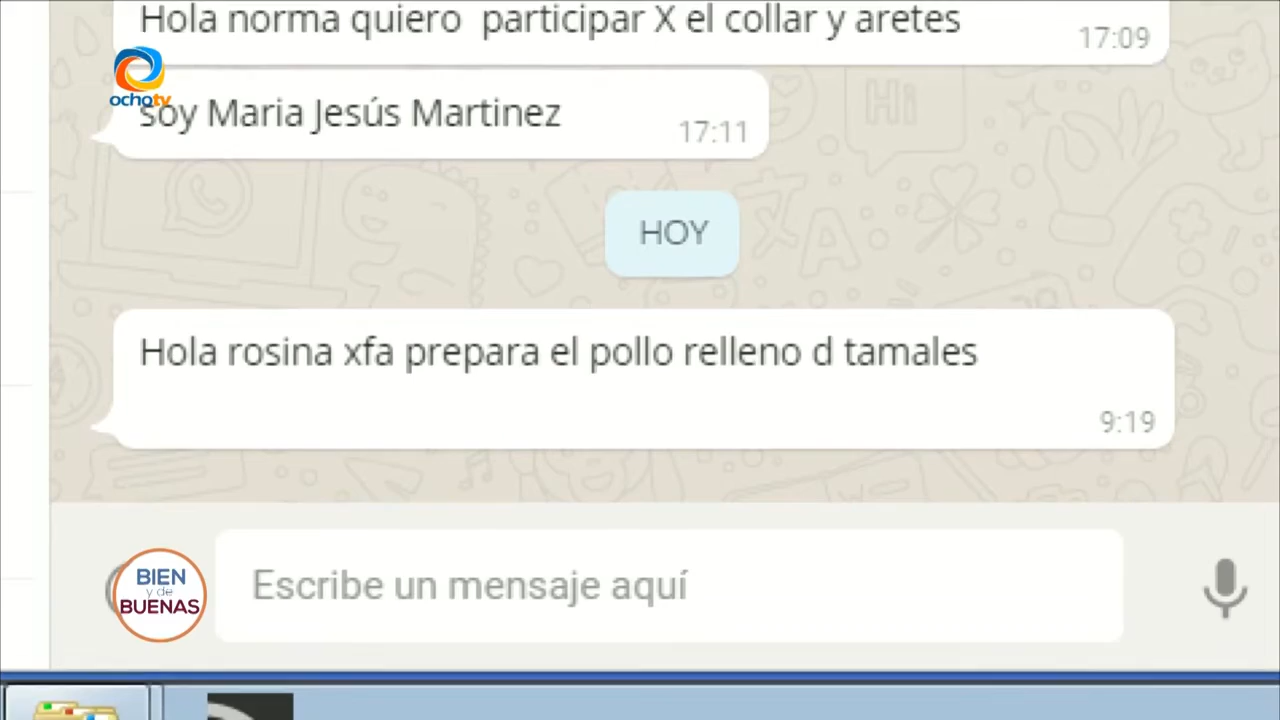 Hola norma quiero participar X el collar y aretes
17:09
ochotv
soy Maria Jesús Martinez
17:11
HOY
Hola rosina xfa prepara el pollo relleno d tamales
9:19
BIEN
y de
BUENAS
Escribe un mensaje aquí